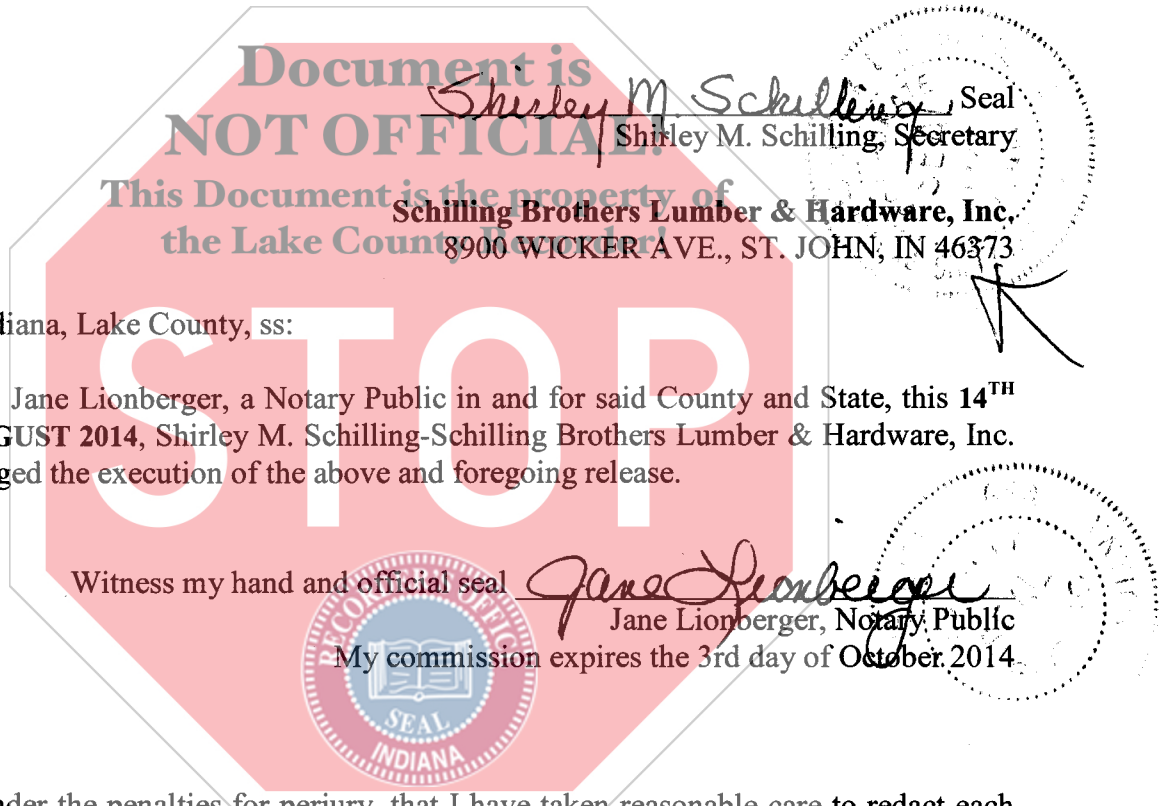 Document is
NOT OFFICIAL!
This Document is the property of
the Lake County Recorder!
STOP
Shirley M. Schilling Seal
Shirley M. Schilling, Secretary
Schilling Brothers Lumber & Hardware, Inc.
8900 WICKER AVE., ST. JOHN, IN 46373
diana, Lake County, ss:
Jane Lionberger, a Notary Public in and for said County and State, this 14TH
GUST 2014, Shirley M. Schilling-Schilling Brothers Lumber & Hardware, Inc.
ged the execution of the above and foregoing release.
Witness my hand and official seal Jane Lionberger
Jane Lionberger, Notary Public
My commission expires the 3rd day of October 2014
RECORDER'S OFFICE
SEAL
INDIANA
nder the penalties for perjury, that I have taken reasonable care to redact each